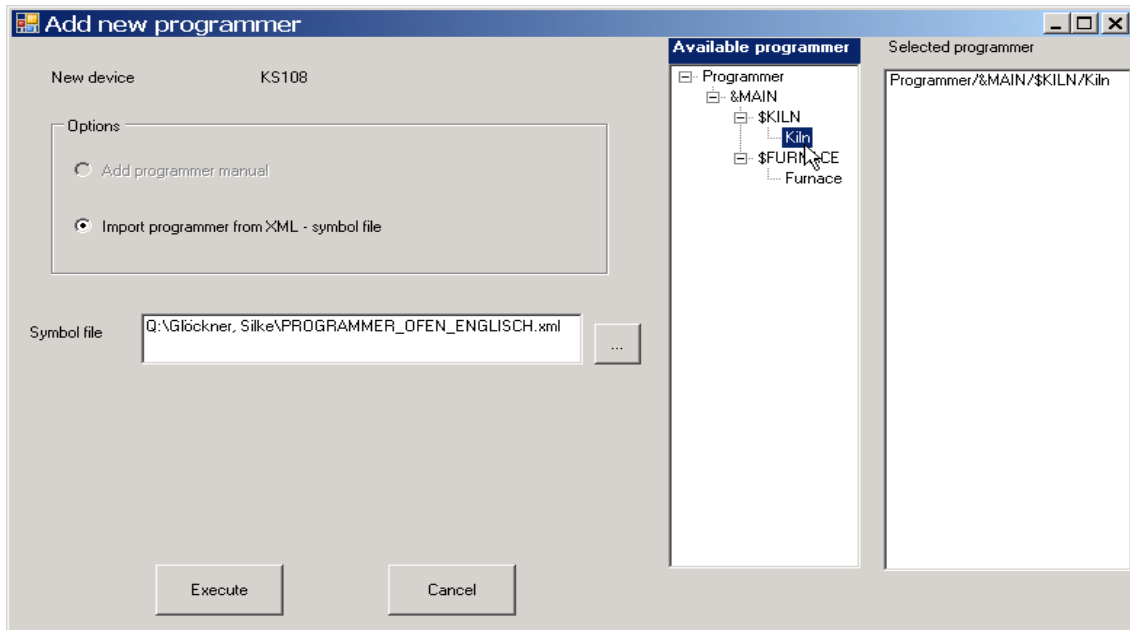 Add new programmer
New device KS108
Options
Add programmer manual
Import programmer from XML - symbol file
Symbol file Q:\Glöckner, Silke\PROGRAMMER_OFEN_ENGLISCH.xml
...
Execute Cancel
Available programmer
Programmer
&MAIN
$KILN
Kiln
$FURNACE
Furnace
Selected programmer
Programmer/&MAIN/$KILN/Kiln